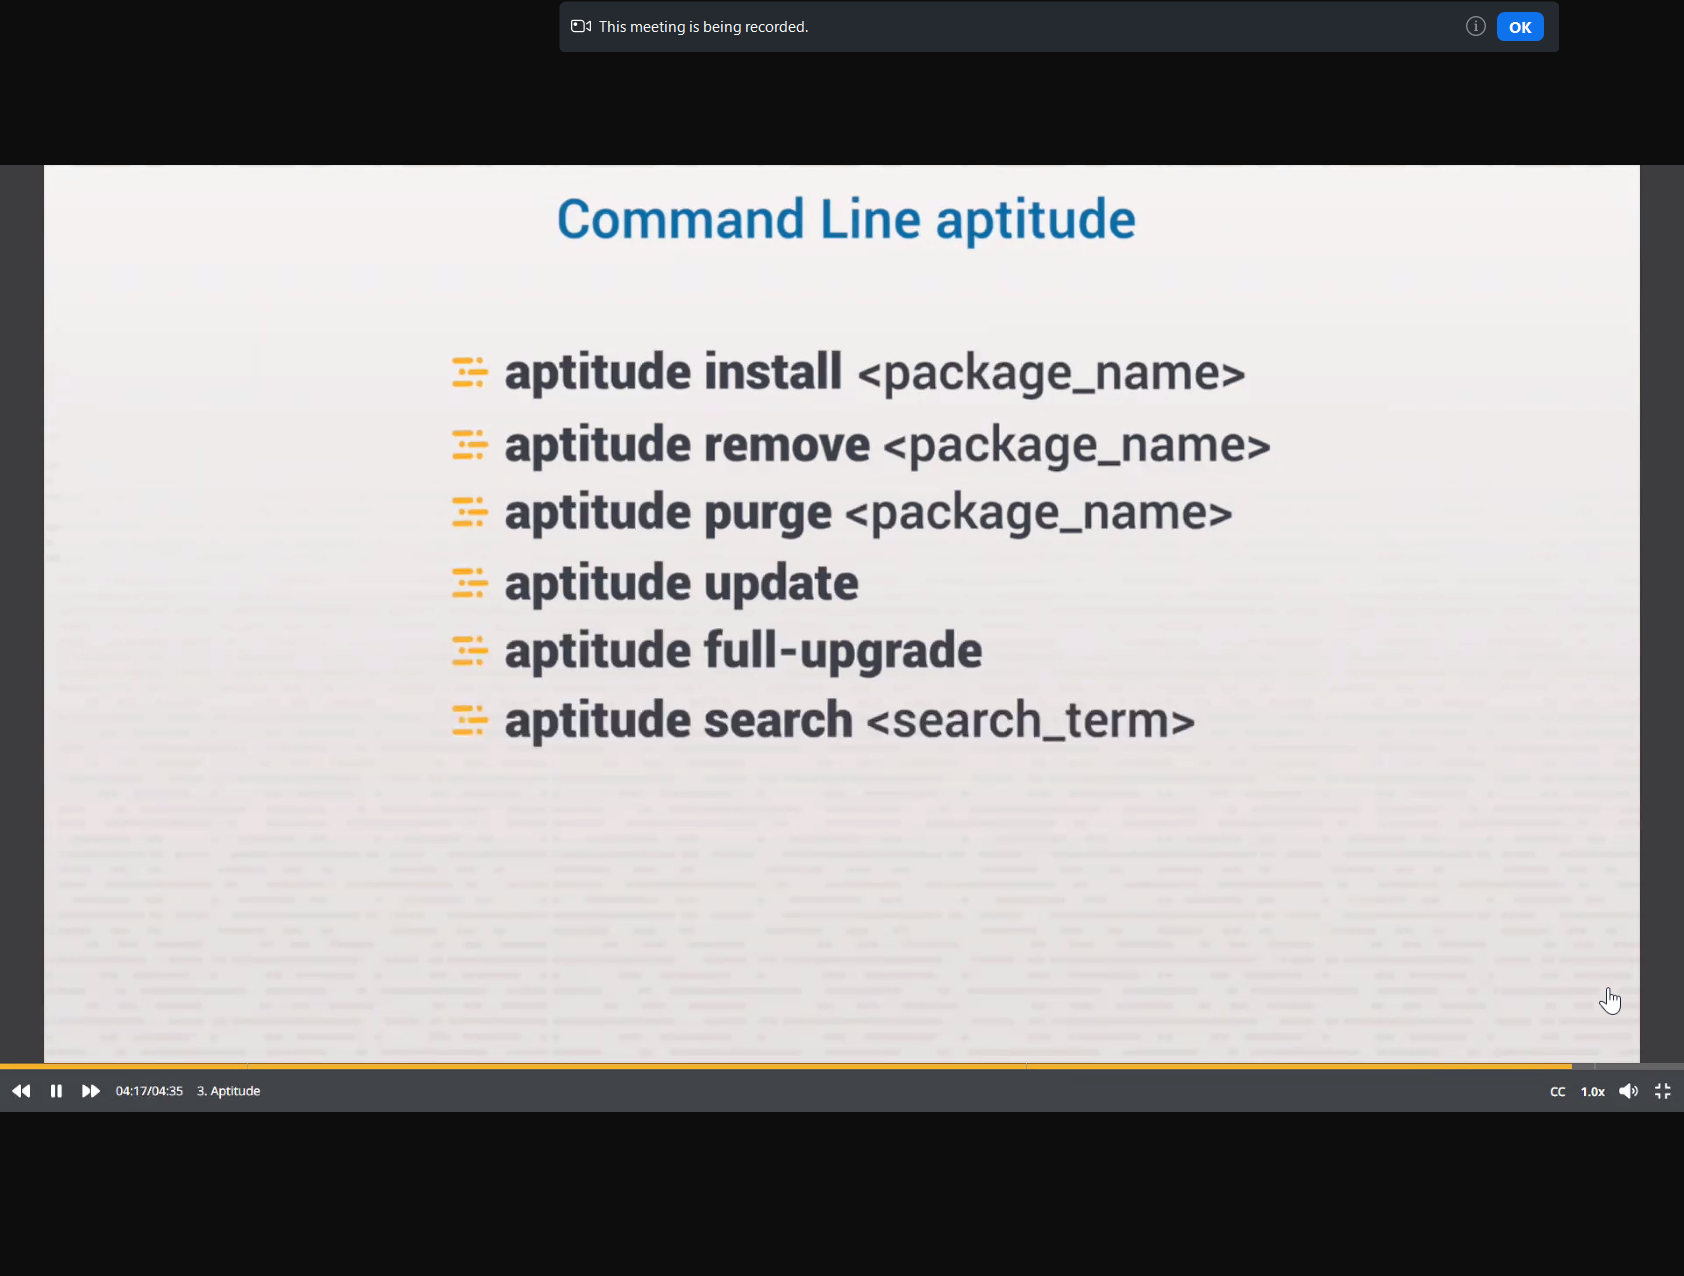 This meeting is being recorded.
OK
Command Line aptitude
aptitude install <package_name>
aptitude remove <package_name>
aptitude purge <package_name>
aptitude update
aptitude full-upgrade
aptitude search <search_term>
04:17/04:35 3. Aptitude CC 1.0x